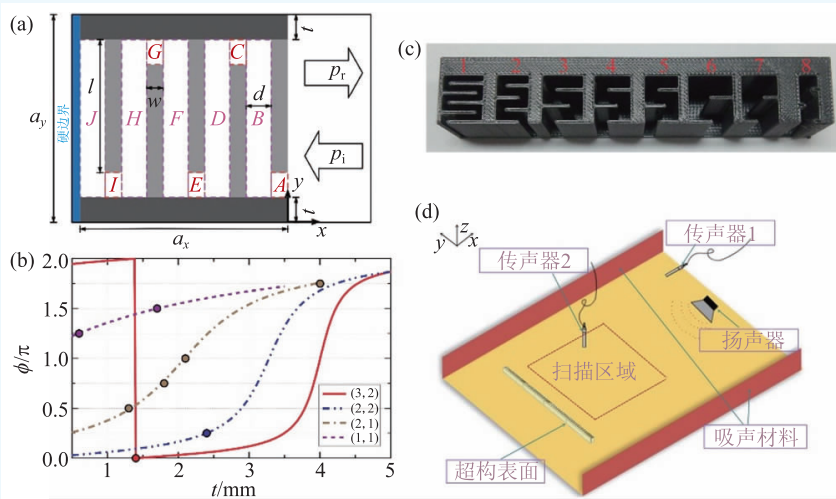 (a)
t
G
C
p_r
l
w
d
a_y
硬边界
J
H
F
D
B
p_i
I
E
A
y
t
x
a_x
(b)
2.0
1.5
1.0
0.5
0.0
ϕ/π
(3, 2)
(2, 2)
(2, 1)
(1, 1)
1
2
3
4
5
t/mm
(c)
1 2 3 4 5 6 7 8
(d)
z
y
x
传声器1
传声器2
扬声器
扫描区域
吸声材料
超构表面